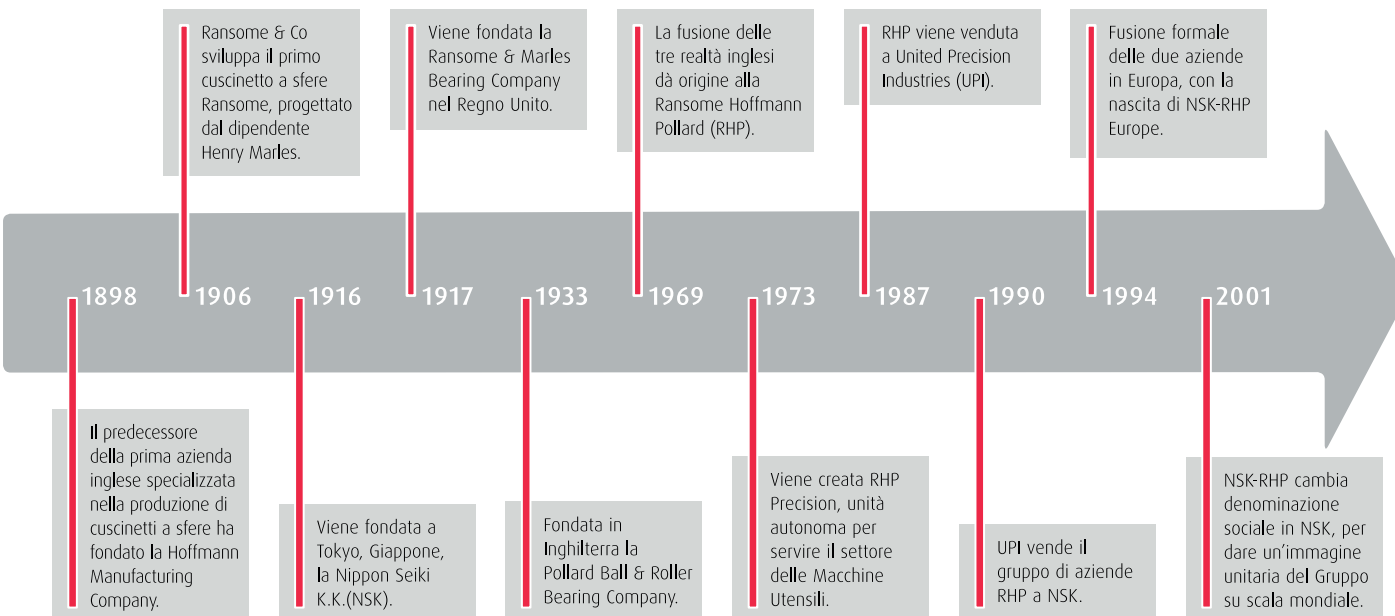 Ransome & Co
sviluppa il primo
cuscinetto a sfere
Ransome, progettato
dal dipendente
Henry Marles.
Viene fondata la
Ransome & Marles
Bearing Company
nel Regno Unito.
La fusione delle
tre realtà inglesi
dà origine alla
Ransome Hoffmann
Pollard (RHP).
RHP viene venduta
a United Precision
Industries (UPI).
Fusione formale
delle due aziende
in Europa, con la
nascita di NSK-RHP
Europe.
1898
1906
1916
1917
1933
1969
1973
1987
1990
1994
2001
Il predecessore
della prima azienda
inglese specializzata
nella produzione di
cuscinetti a sfere ha
fondato la Hoffmann
Manufacturing
Company.
Viene fondata a
Tokyo, Giappone,
la Nippon Seiki
K.K.(NSK).
Fondata in
Inghilterra la
Pollard Ball & Roller
Bearing Company.
Viene creata RHP
Precision, unità
autonoma per
servire il settore
delle Macchine
Utensili.
UPI vende il
gruppo di aziende
RHP a NSK.
NSK-RHP cambia
denominazione
sociale in NSK, per
dare un'immagine
unitaria del Gruppo
su scala mondiale.